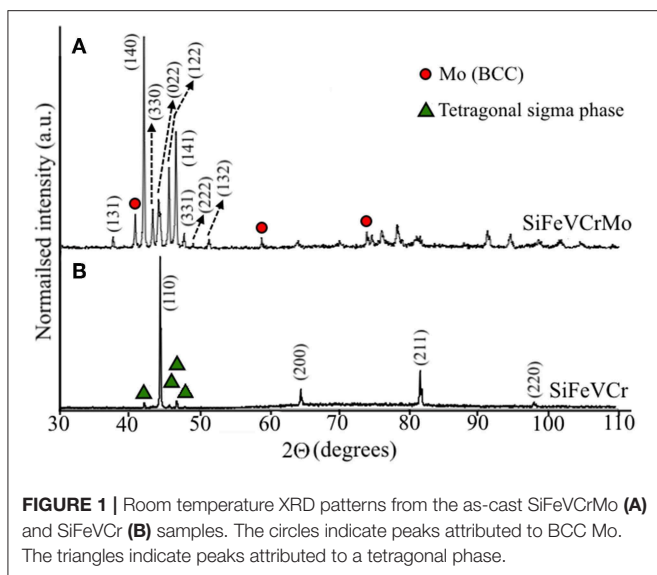 A
(140)
(330)
(022)
(122)
Mo (BCC)
Tetragonal sigma phase
(131)
(141)
(331)
(222)
(132)
SiFeVCrMo
Normailsed intensity (a.u.)
B
(110)
(200)
(211)
(220)
SiFeVCr
30 40 50 60 70 80 90 100 110
2Θ (degrees)
FIGURE 1 | Room temperature XRD patterns from the as-cast SiFeVCrMo (A)
and SiFeVCr (B) samples. The circles indicate peaks attributed to BCC Mo.
The triangles indicate peaks attributed to a tetragonal phase.